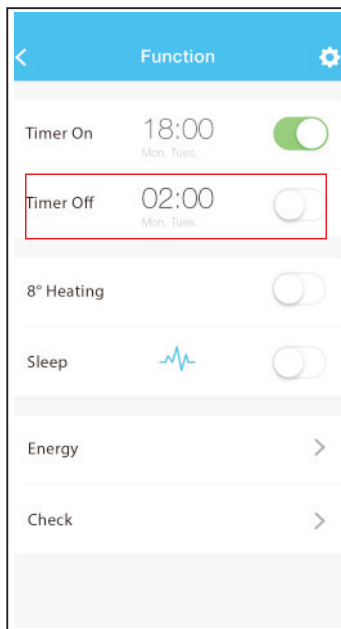 Function
Timer On 18:00
Mon. Tues.
Timer Off 02:00
Mon. Tues.
8° Heating
Sleep
Energy
Check